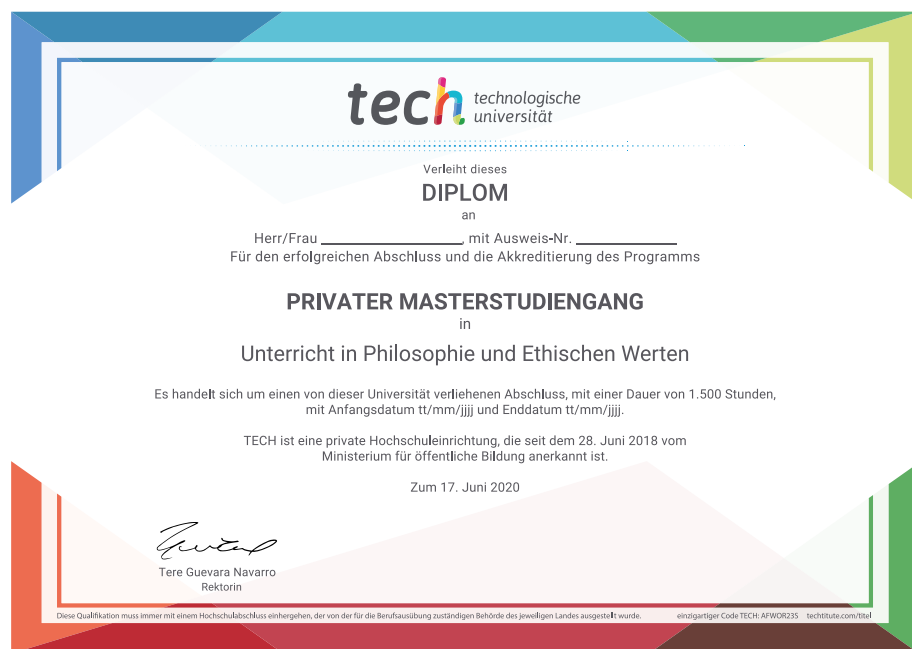 tech technologische
universität
Verleiht dieses
DIPLOM
an
Herr/Frau ____________________, mit Ausweis-Nr. ______________
Für den erfolgreichen Abschluss und die Akkreditierung des Programms
PRIVATER MASTERSTUDIENGANG
in
Unterricht in Philosophie und Ethischen Werten
Es handelt sich um einen von dieser Universität verliehenen Abschluss, mit einer Dauer von 1.500 Stunden,
mit Anfangsdatum tt/mm/jjjj und Enddatum tt/mm/jjjj.
TECH ist eine private Hochschuleinrichtung, die seit dem 28. Juni 2018 vom
Ministerium für öffentliche Bildung anerkannt ist.
Zum 17. Juni 2020
Tere Guevara Navarro
Rektorin
Diese Qualifikation muss immer mit einem Hochschulabschluss einhergehen, der von der für die Berufsausübung zuständigen Behörde des jeweiligen Landes ausgestellt wurde. einzigartiger Code TECH: AFWOR23S techtitute.com/titel